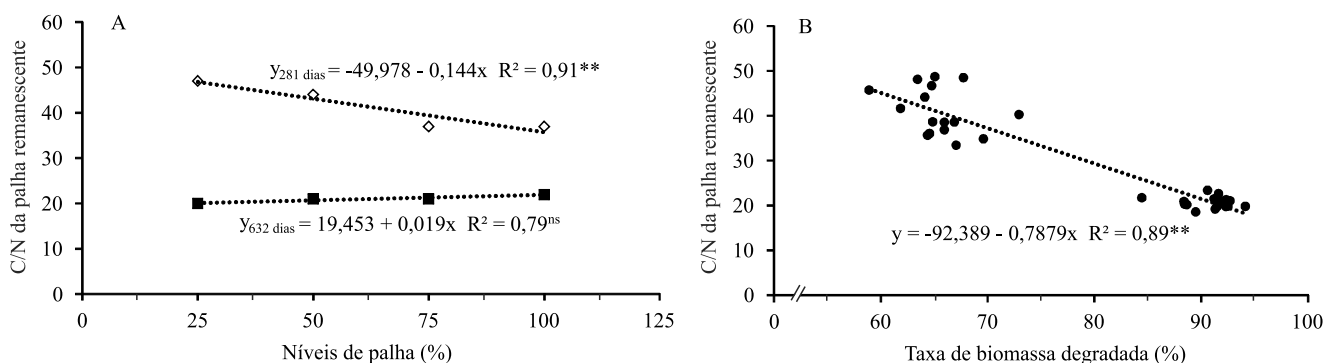 A
C/N da palha remanescente
60
50
40
30
20
10
0
y281 dias = -49,978 - 0,144x R² = 0,91**
y632 dias = 19,453 + 0,019x R² = 0,79ns
0 25 50 75 100 125
Níveis de palha (%)
B
C/N da palha remanescente
60
50
40
30
20
10
0
y = -92,389 - 0,7879x R² = 0,89**
0 60 70 80 90 100
Taxa de biomassa degradada (%)